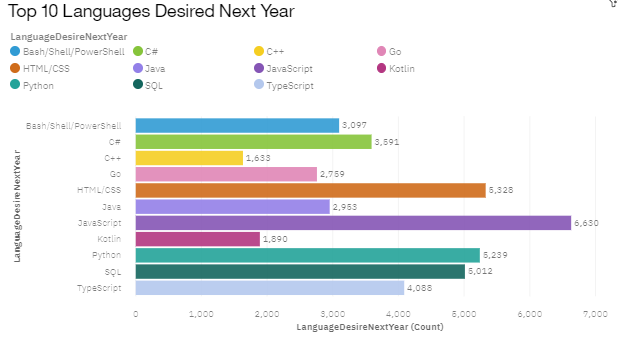 Top 10 Languages Desired Next Year
LanguageDesireNextYear
Bash/Shell/PowerShell C# C++ Go
HTML/CSS Java JavaScript Kotlin
Python SQL TypeScript
LanguageDesireNextYear
Bash/Shell/PowerShell 3,097
C# 3,591
C++ 1,633
Go 2,759
HTML/CSS 5,328
Java 2,953
JavaScript 6,630
Kotlin 1,890
Python 5,239
SQL 5,012
TypeScript 4,088
0 1,000 2,000 3,000 4,000 5,000 6,000 7,000
LanguageDesireNextYear (Count)